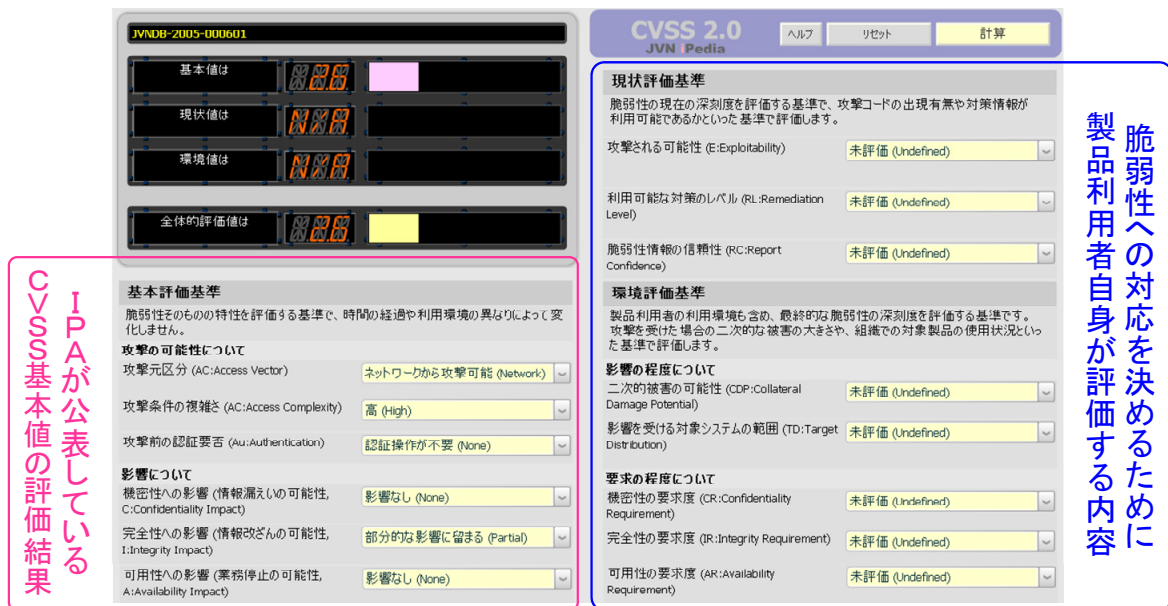 JVNDB-2005-000601
基本値は
2.6
現状値は
N/A
環境値は
N/A
全体的評価値は
2.6
基本評価基準
脆弱性そのものの特性を評価する基準で、時間の経過や利用環境の異なりによって変
化しません。
攻撃の可能性について
攻撃元区分 (AC:Access Vector)
ネットワークから攻撃可能 (Network)
攻撃条件の複雑さ (AC:Access Complexity)
高 (High)
攻撃前の認証要否 (Au:Authentication)
認証操作が不要 (None)
影響について
機密性への影響 (情報漏えいの可能性,
C:Confidentiality Impact)
影響なし (None)
完全性への影響 (情報改ざんの可能性,
I:Integrity Impact)
部分的な影響に留まる (Partial)
可用性への影響 (業務停止の可能性,
A:Availability Impact)
影響なし (None)
IPAが公表している
CVSS基本値の評価結果
CVSS 2.0
JVN iPedia
ヘルプ
リセット
計算
現状評価基準
脆弱性の現在の深刻度を評価する基準で、攻撃コードの出現有無や対策情報が
利用可能であるかといった基準で評価します。
攻撃される可能性 (E:Exploitability)
未評価 (Undefined)
利用可能な対策のレベル (RL:Remediation
Level)
未評価 (Undefined)
脆弱性情報の信頼性 (RC:Report
Confidence)
未評価 (Undefined)
環境評価基準
製品利用者の利用環境も含め、最終的な脆弱性の深刻度を評価する基準です。
攻撃を受けた場合の二次的な被害の大きさや、組織での対象製品の使用状況といっ
た基準で評価します。
影響の程度について
二次的被害の可能性 (CDP:Collateral
Damage Potential)
未評価 (Undefined)
影響を受ける対象システムの範囲 (TD:Target
Distribution)
未評価 (Undefined)
要求の程度について
機密性の要求度 (CR:Confidentiality
Requirement)
未評価 (Undefined)
完全性の要求度 (IR:Integrity Requirement)
未評価 (Undefined)
可用性の要求度 (AR:Availability
Requirement)
未評価 (Undefined)
脆弱性への対応を決めるために
製品利用者自身が評価する内容